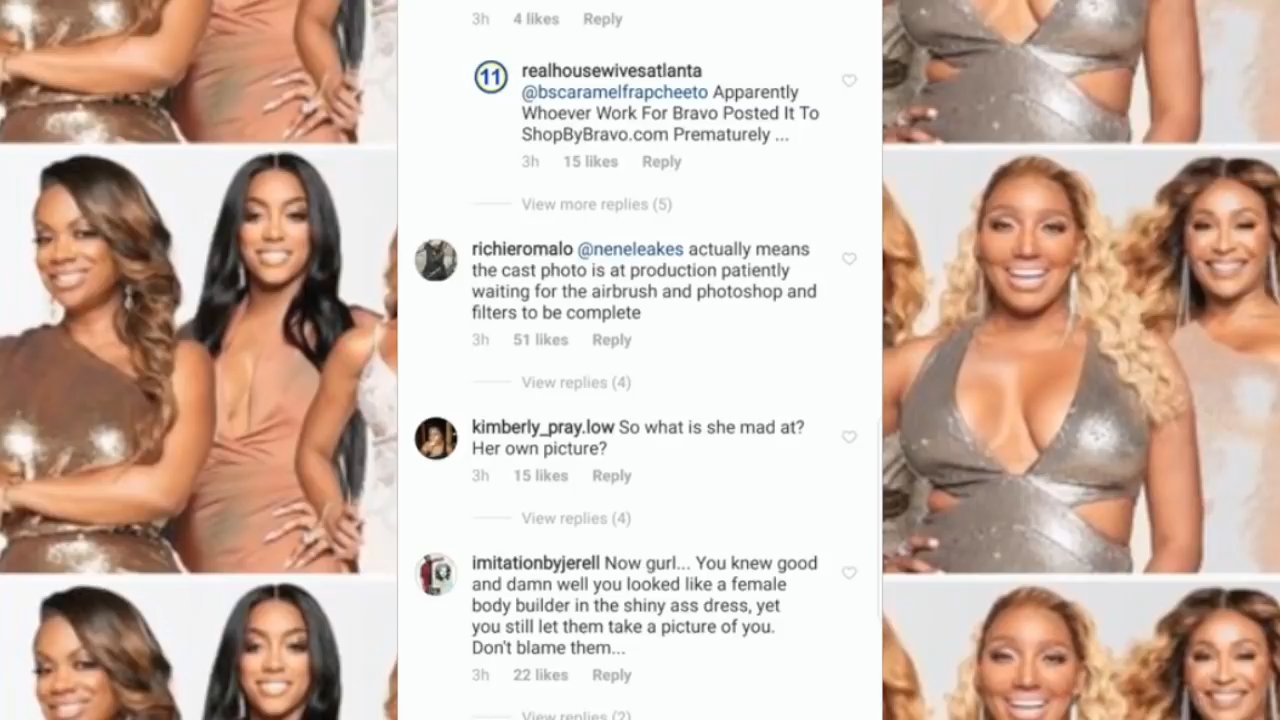 3h 4 likes Reply
11
realhousewivesatlanta
@bscaramelfrapcheeto Apparently
Whoever Work For Bravo Posted It To
ShopByBravo.com Prematurely ...
3h 15 likes Reply
View more replies (5)
richieromalo @neneleakes actually means
the cast photo is at production patiently
waiting for the airbrush and photoshop and
filters to be complete
3h 51 likes Reply
View replies (4)
kimberly_pray.low So what is she mad at?
Her own picture?
3h 15 likes Reply
View replies (4)
imitationbyjerell Now gurl... You knew good
and damn well you looked like a female
body builder in the shiny ass dress, yet
you still let them take a picture of you.
Don't blame them...
3h 22 likes Reply
View replies (2)